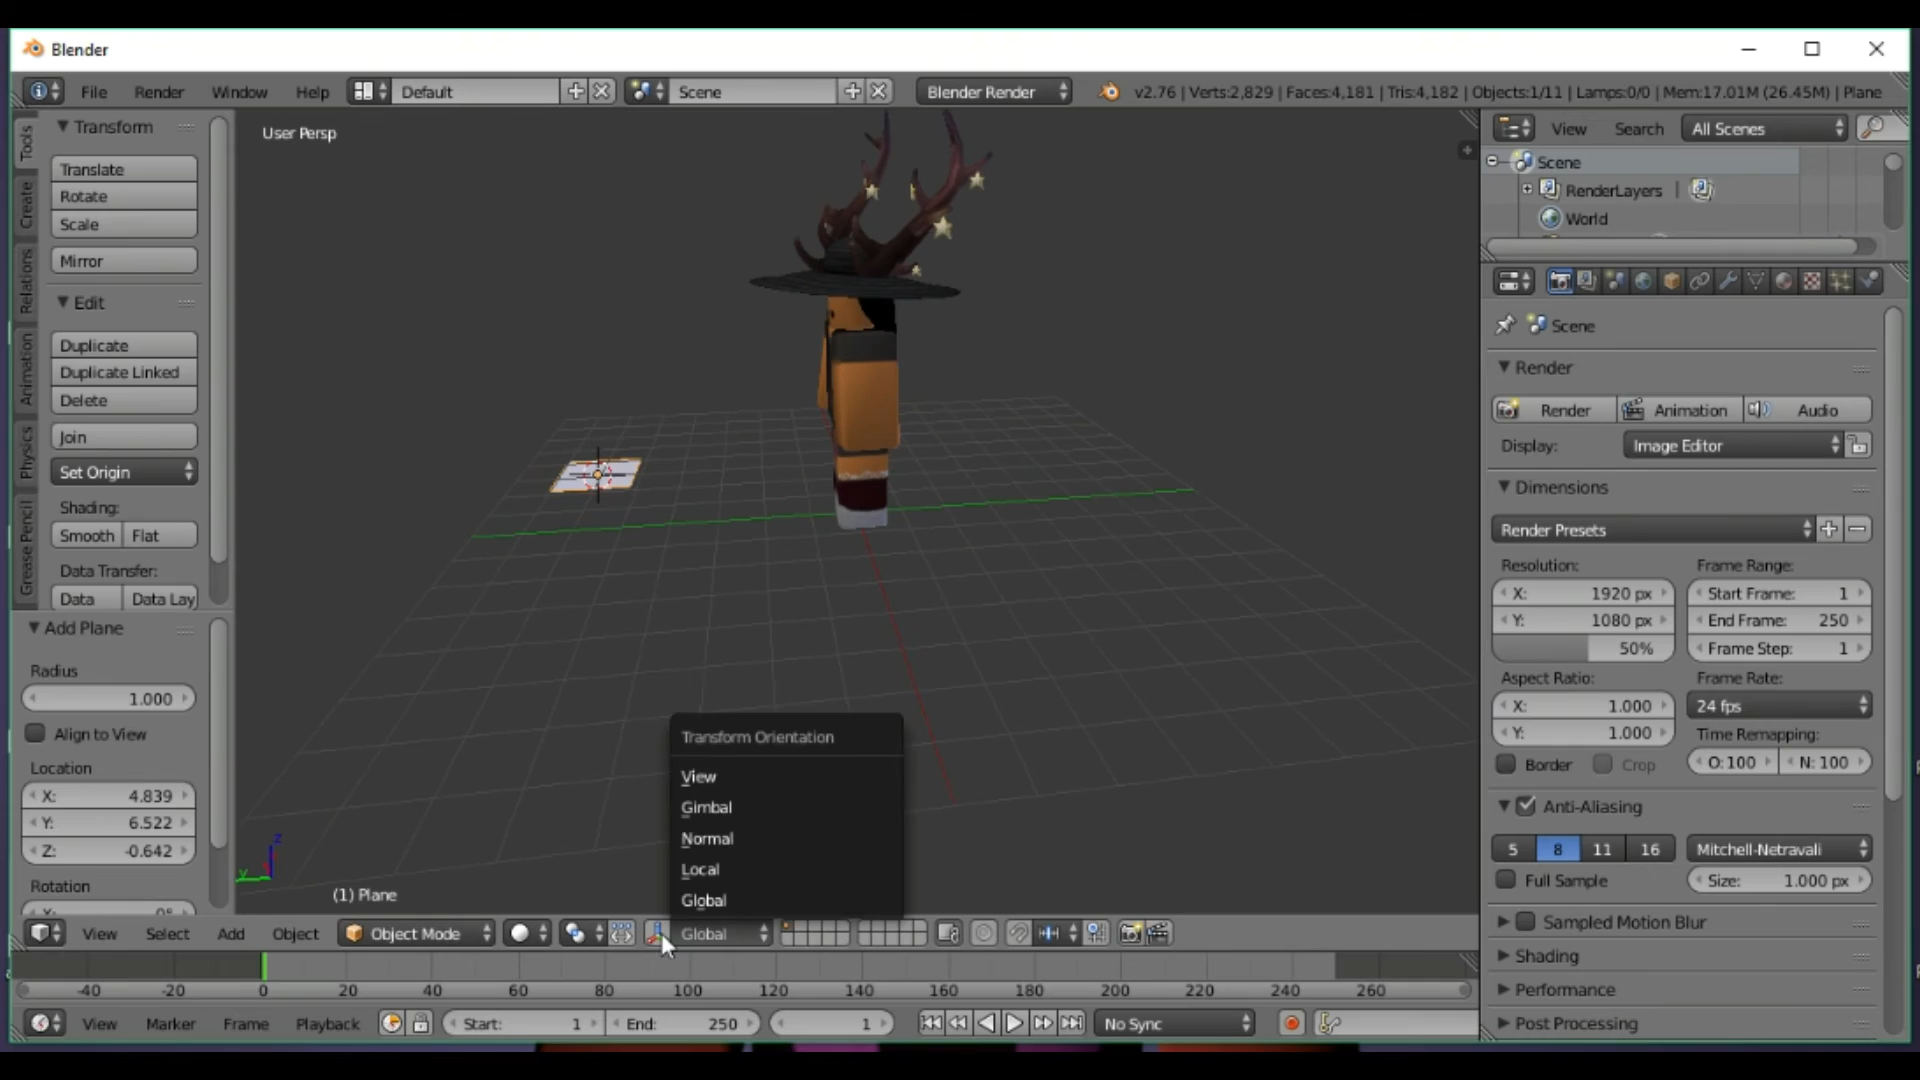 Blender
File Render Window Help Default Scene Blender Render v2.76 | Verts:2,829 | Faces:4,181 | Tris:4,182 | Objects:1/11 | Lamps:0/0 | Mem:17.01M (26.45M) | Plane
Tools
Create
Relations
Animation
Physics
Grease Pencil
Transform
Translate
Rotate
Scale
Mirror
Edit
Duplicate
Duplicate Linked
Delete
Join
Set Origin
Shading:
Smooth Flat
Data Transfer:
Data Data Lay
Add Plane
Radius
1.000
Align to View
Location
X: 4.839
Y: 6.522
Z: -0.642
Rotation
X: 0°
User Persp
z
y
(1) Plane
Transform Orientation
View
Gimbal
Normal
Local
Global
View Select Add Object Object Mode Global
-40 -20 0 20 40 60 80 100 120 140 160 180 200 220 240 260
View Marker Frame Playback Start: 1 End: 250 1 No Sync
View Search All Scenes
Scene
RenderLayers
World
Scene
Render
Render Animation Audio
Display: Image Editor
Dimensions
Render Presets
Resolution: Frame Range:
X: 1920 px Start Frame: 1
Y: 1080 px End Frame: 250
50% Frame Step: 1
Aspect Ratio: Frame Rate:
X: 1.000 24 fps
Y: 1.000 Time Remapping:
Border Crop O:100 N: 100
Anti-Aliasing
5 8 11 16 Mitchell-Netravali
Full Sample Size: 1.000 px
Sampled Motion Blur
Shading
Performance
Post Processing